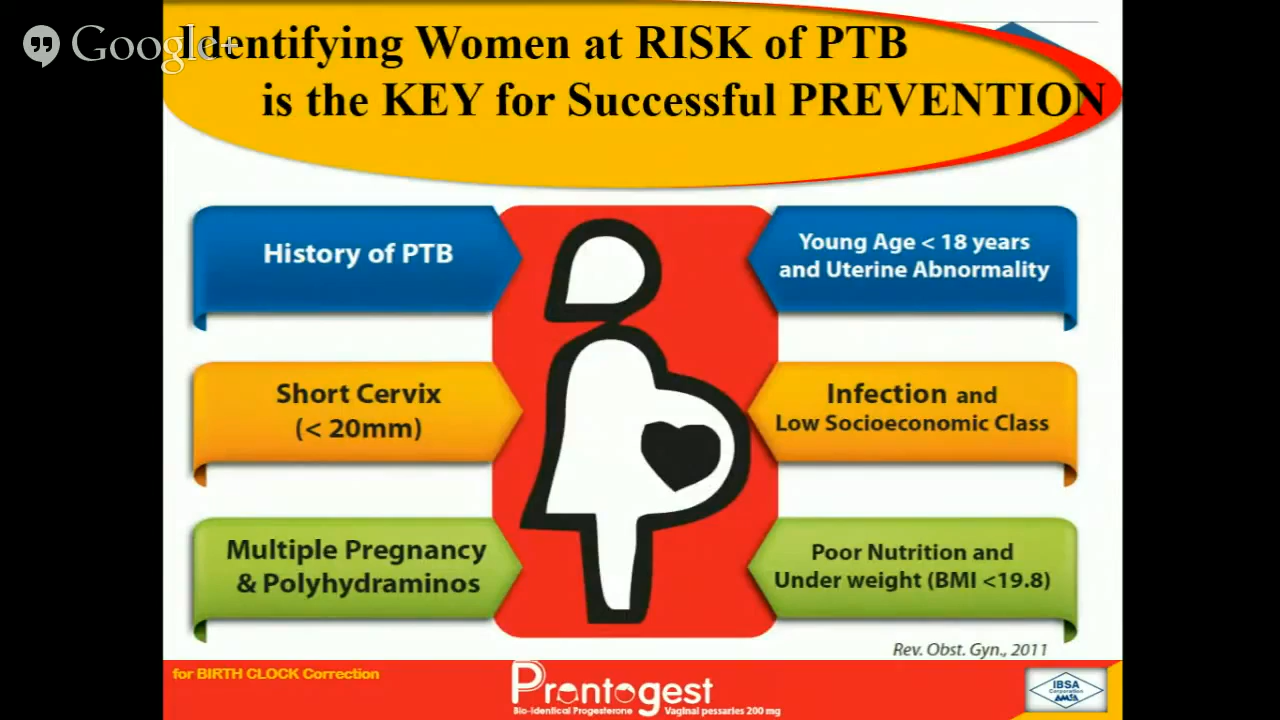 Google+
Identifying Women at RISK of PTB
is the KEY for Successful PREVENTION
History of PTB
Young Age < 18 years
and Uterine Abnormality
Short Cervix
(< 20mm)
Infection and
Low Socioeconomic Class
Multiple Pregnancy
& Polyhydraminos
Poor Nutrition and
Under weight (BMI <19.8)
Rev. Obst. Gyn., 2011
for BIRTH CLOCK Correction
Prontogest
Bio-Identical Progesterone Vaginal pessaries 200 mg
IBSA
Corporation
AMSA